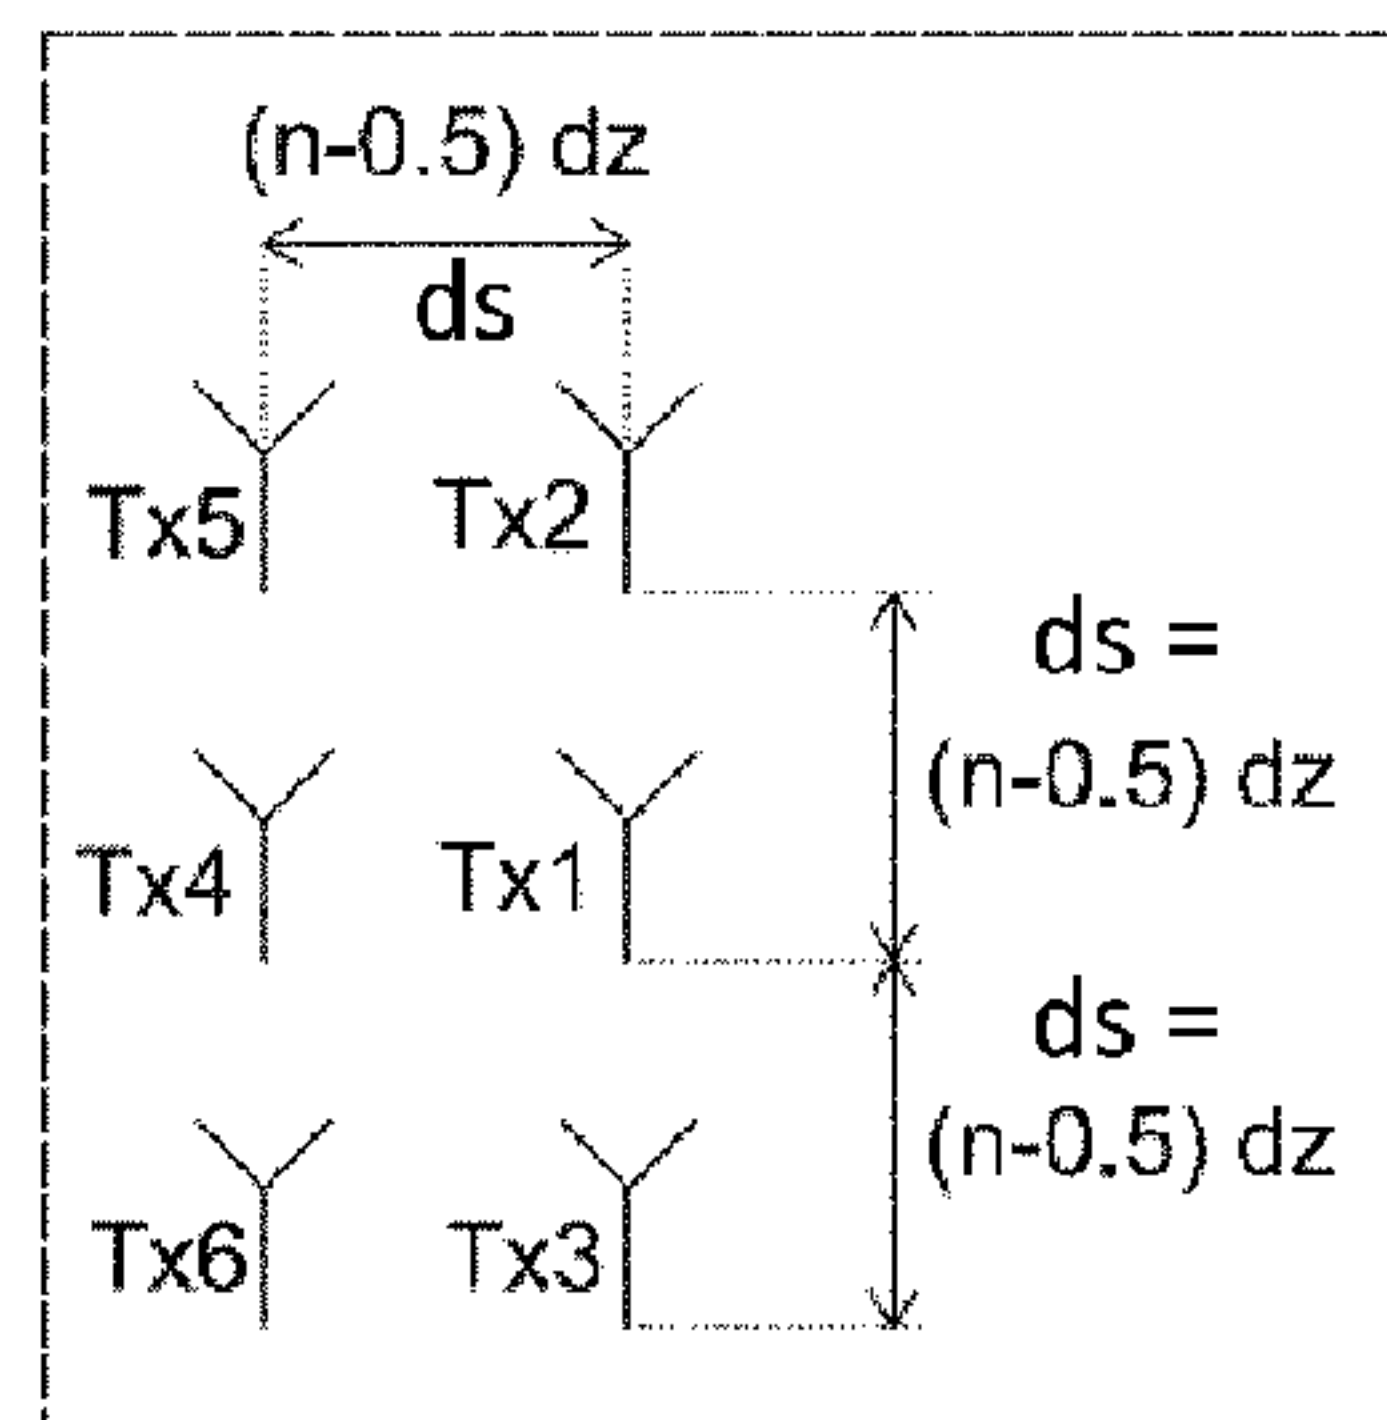 (n-0.5) dz
ds
Tx5
Tx2
ds =
(n-0.5) dz
Tx4
Tx1
ds =
(n-0.5) dz
Tx6
Tx3